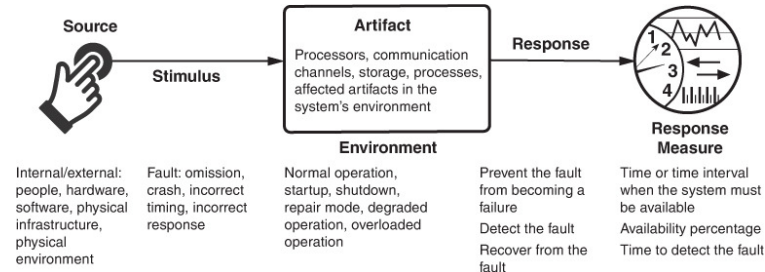 Source
Stimulus
Artifact
Processors, communication
channels, storage, processes,
affected artifacts in the
system's environment
Environment
Response
1
2
3
4
Response
Measure
Internal/external:
people, hardware,
software, physical
infrastructure,
physical
environment
Fault: omission,
crash, incorrect
timing, incorrect
response
Normal operation,
startup, shutdown,
repair mode, degraded
operation, overloaded
operation
Prevent the fault
from becoming a
failure
Detect the fault
Recover from the
fault
Time or time interval
when the system must
be available
Availability percentage
Time to detect the fault